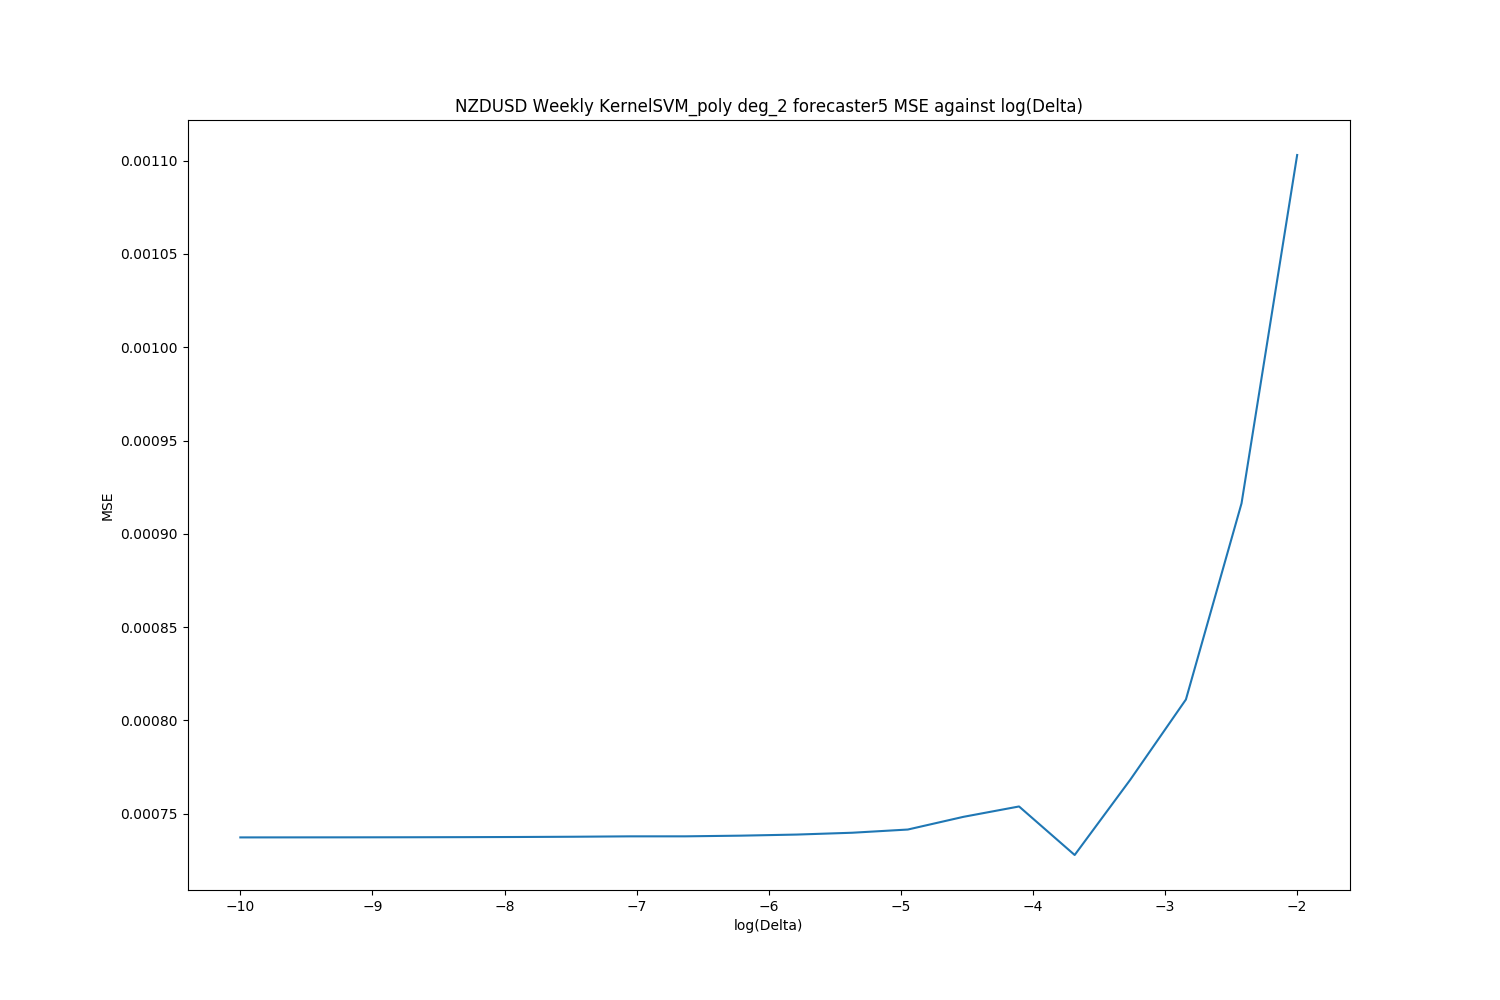 NZDUSD Weekly KernelSVM_poly deg_2 forecaster5 MSE against log(Delta)
0.00110
0.00105
0.00100
0.00095
0.00090
0.00085
0.00080
0.00075
MSE
−10 −9 −8 −7 −6 −5 −4 −3 −2
log(Delta)